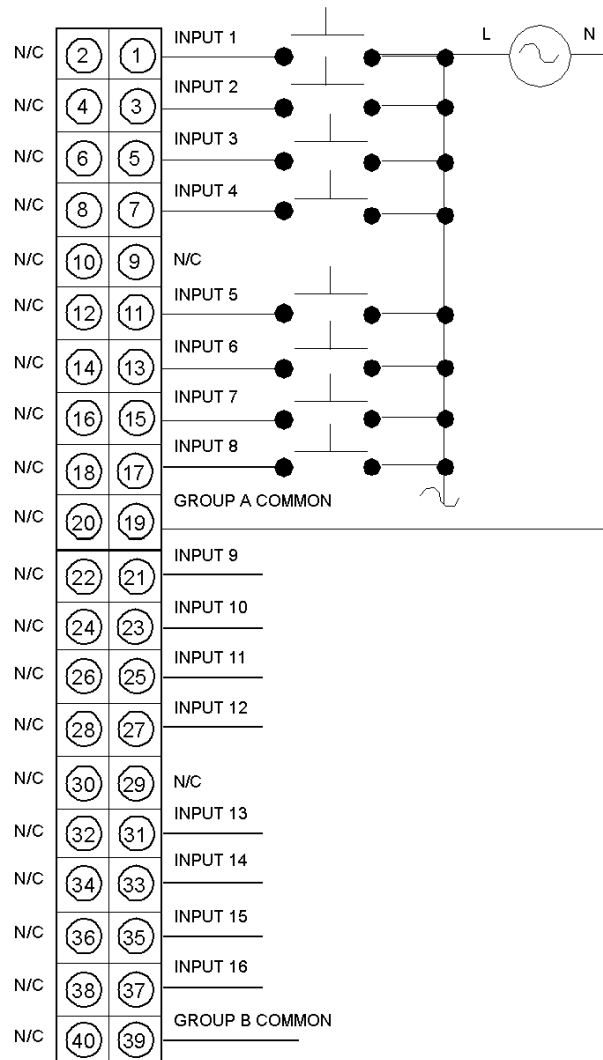 L N
INPUT 1
N/C 2 1
INPUT 2
N/C 4 3
INPUT 3
N/C 6 5
INPUT 4
N/C 8 7
N/C 10 9 N/C
INPUT 5
N/C 12 11
INPUT 6
N/C 14 13
INPUT 7
N/C 16 15
INPUT 8
N/C 18 17
GROUP A COMMON
N/C 20 19
INPUT 9
N/C 22 21
INPUT 10
N/C 24 23
INPUT 11
N/C 26 25
INPUT 12
N/C 28 27
N/C 30 29 N/C
INPUT 13
N/C 32 31
INPUT 14
N/C 34 33
INPUT 15
N/C 36 35
INPUT 16
N/C 38 37
GROUP B COMMON
N/C 40 39